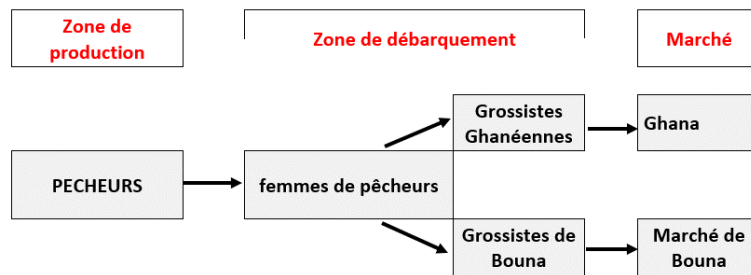 Zone de
production
Zone de débarquement
Marché
Grossistes
Ghanéennes
Ghana
PECHEURS
femmes de pêcheurs
Grossistes de
Bouna
Marché de
Bouna